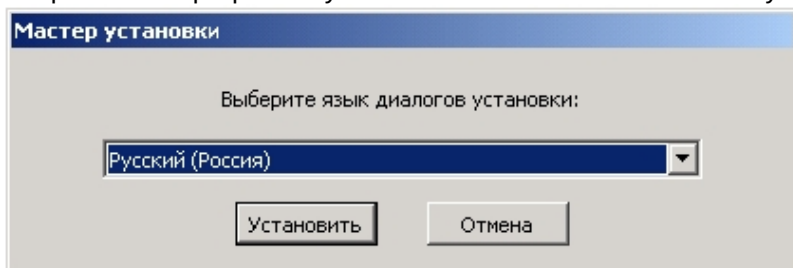 Мастер установки
Выберите язык диалогов установки:
Русский (Россия)
Установить
Отмена